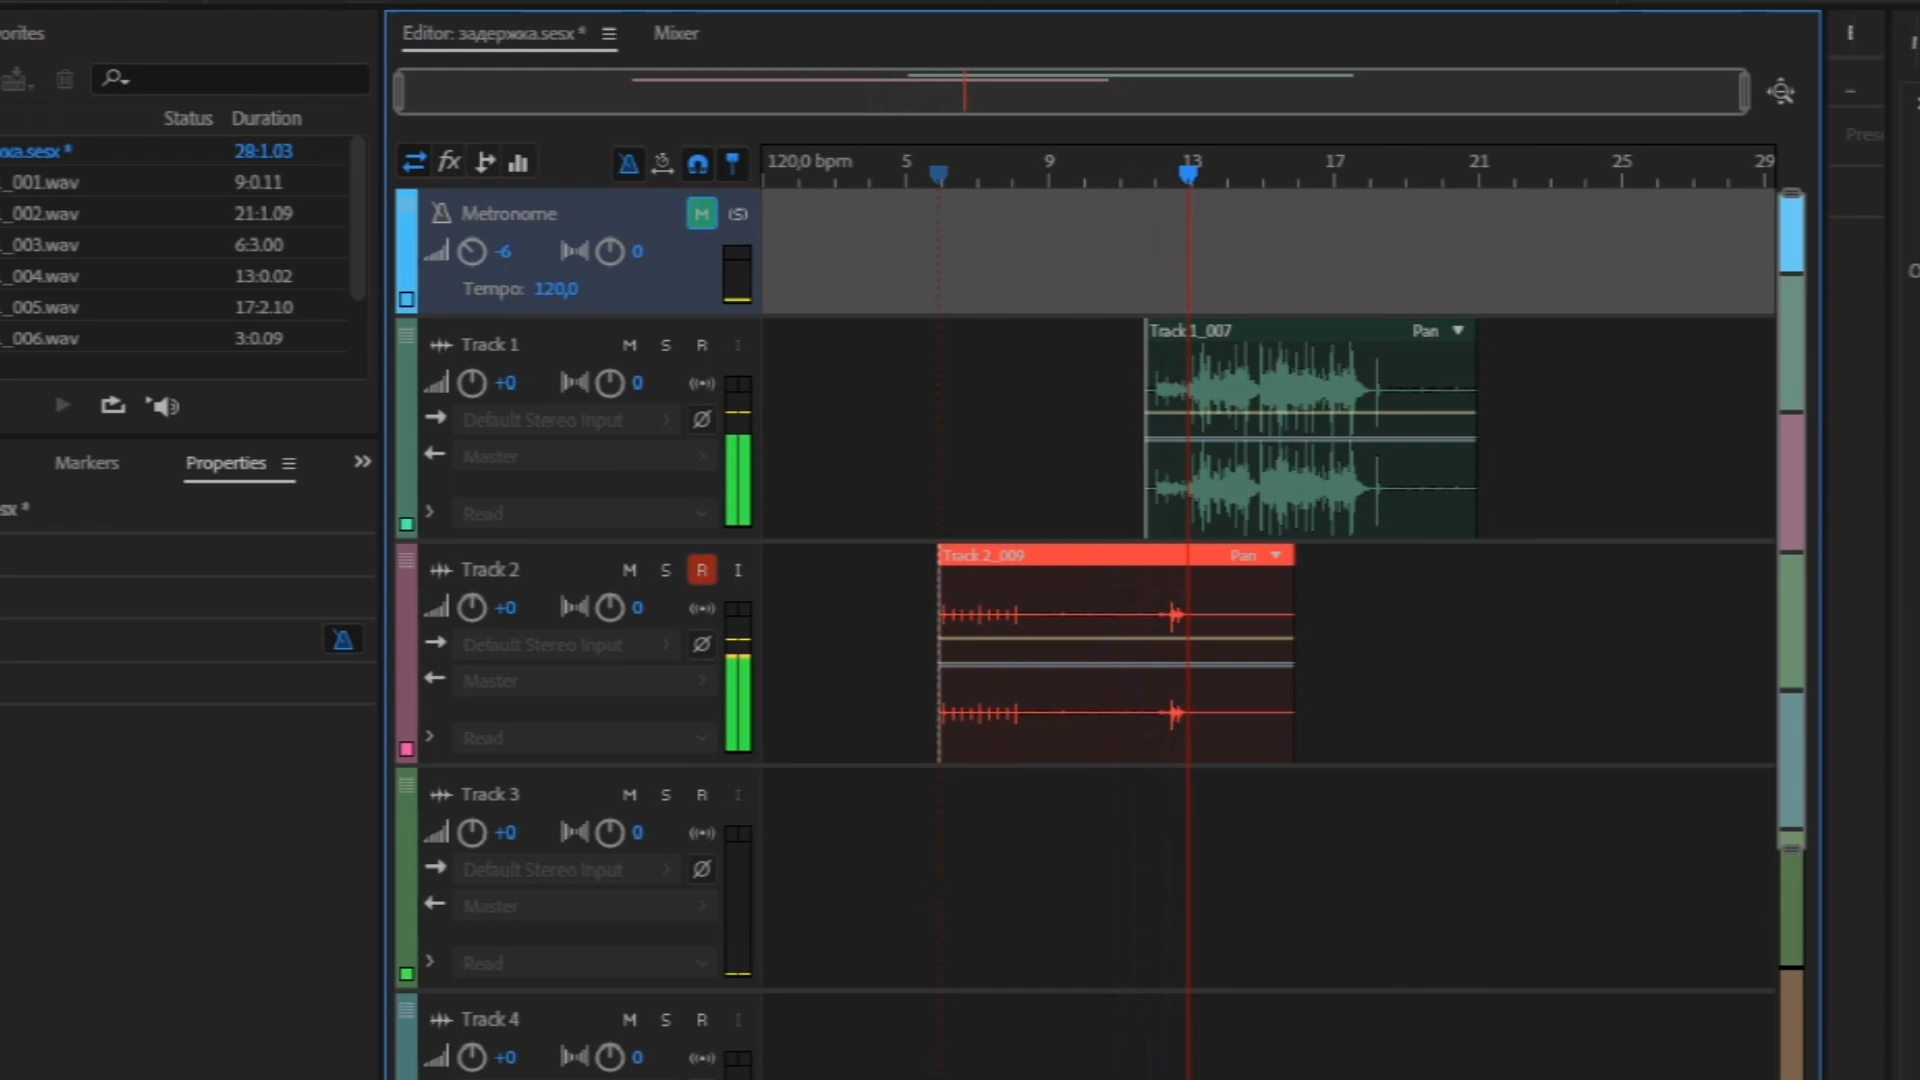 orites
Editor: задержка.sesx *
Mixer
Status Duration
жка.sesx * 28:1.03
_001.wav 9:0.11
_002.wav 21:1.09
_003.wav 6:3.00
_004.wav 13:0.02
_005.wav 17:2.10
_006.wav 3:0.09
Markers Properties
sx *
fx
120,0 bpm 5 9 13 17 21 25 29
Metronome M (S)
-6 0
Tempo: 120,0
Track 1 M S R I
+0 0
Default Stereo Input
Master
Read
Track 1_007 Pan
Track 2 M S R I
+0 0
Default Stereo Input
Master
Read
Track 2_009 Pan
Track 3 M S R I
+0 0
Default Stereo Input
Master
Read
Track 4 M S R I
+0 0
Prese